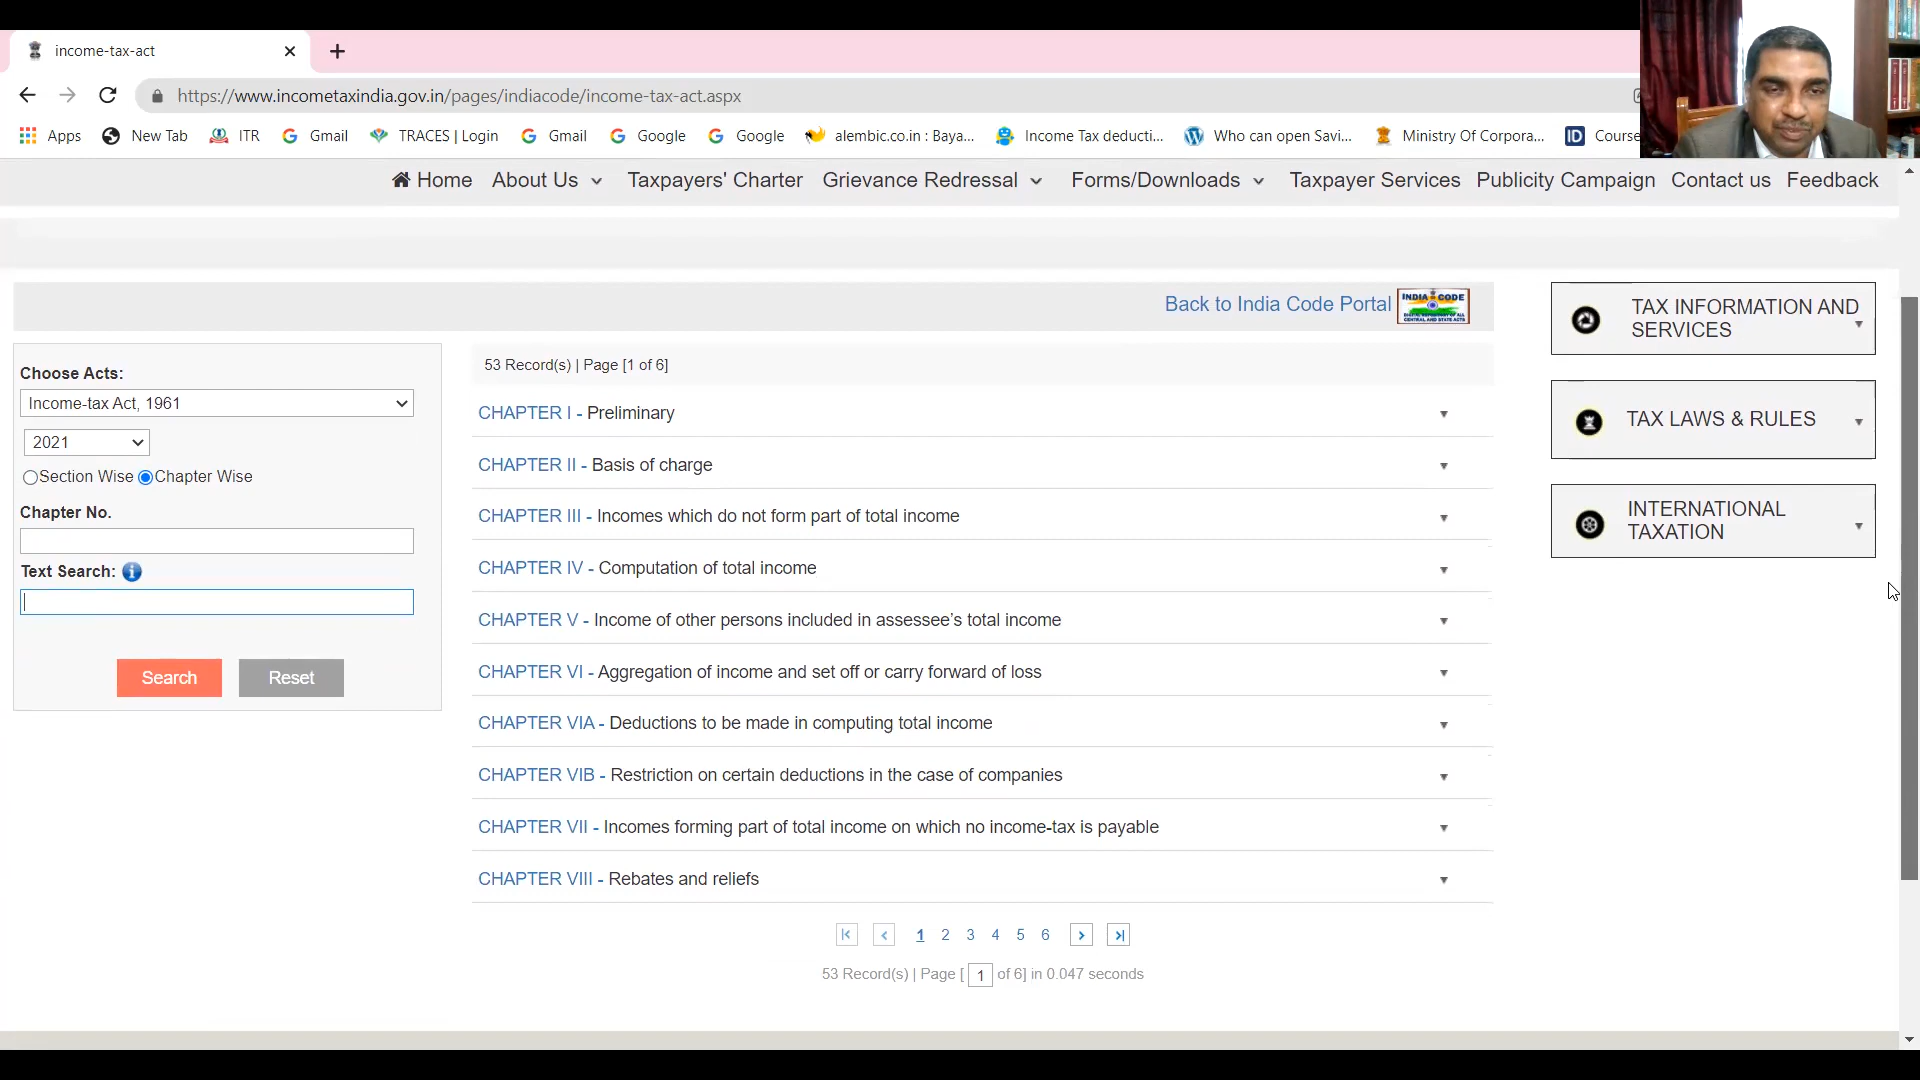 income-tax-act
https://www.incometaxindia.gov.in/pages/indiacode/income-tax-act.aspx
Apps New Tab ITR Gmail TRACES | Login Gmail Google Google alembic.co.in : Baya... Income Tax deducti... Who can open Savi... Ministry Of Corpora... ID Course
Home About Us Taxpayers' Charter Grievance Redressal Forms/Downloads Taxpayer Services Publicity Campaign Contact us Feedback
Back to India Code Portal INDIA CODE
Choose Acts:
Income-tax Act, 1961
2021
Section Wise Chapter Wise
Chapter No.
Text Search:
Search Reset
53 Record(s) | Page [1 of 6]
CHAPTER I - Preliminary
CHAPTER II - Basis of charge
CHAPTER III - Incomes which do not form part of total income
CHAPTER IV - Computation of total income
CHAPTER V - Income of other persons included in assessee’s total income
CHAPTER VI - Aggregation of income and set off or carry forward of loss
CHAPTER VIA - Deductions to be made in computing total income
CHAPTER VIB - Restriction on certain deductions in the case of companies
CHAPTER VII - Incomes forming part of total income on which no income-tax is payable
CHAPTER VIII - Rebates and reliefs
1 2 3 4 5 6
53 Record(s) | Page [ 1 of 6] in 0.047 seconds
TAX INFORMATION AND
SERVICES
TAX LAWS & RULES
INTERNATIONAL
TAXATION